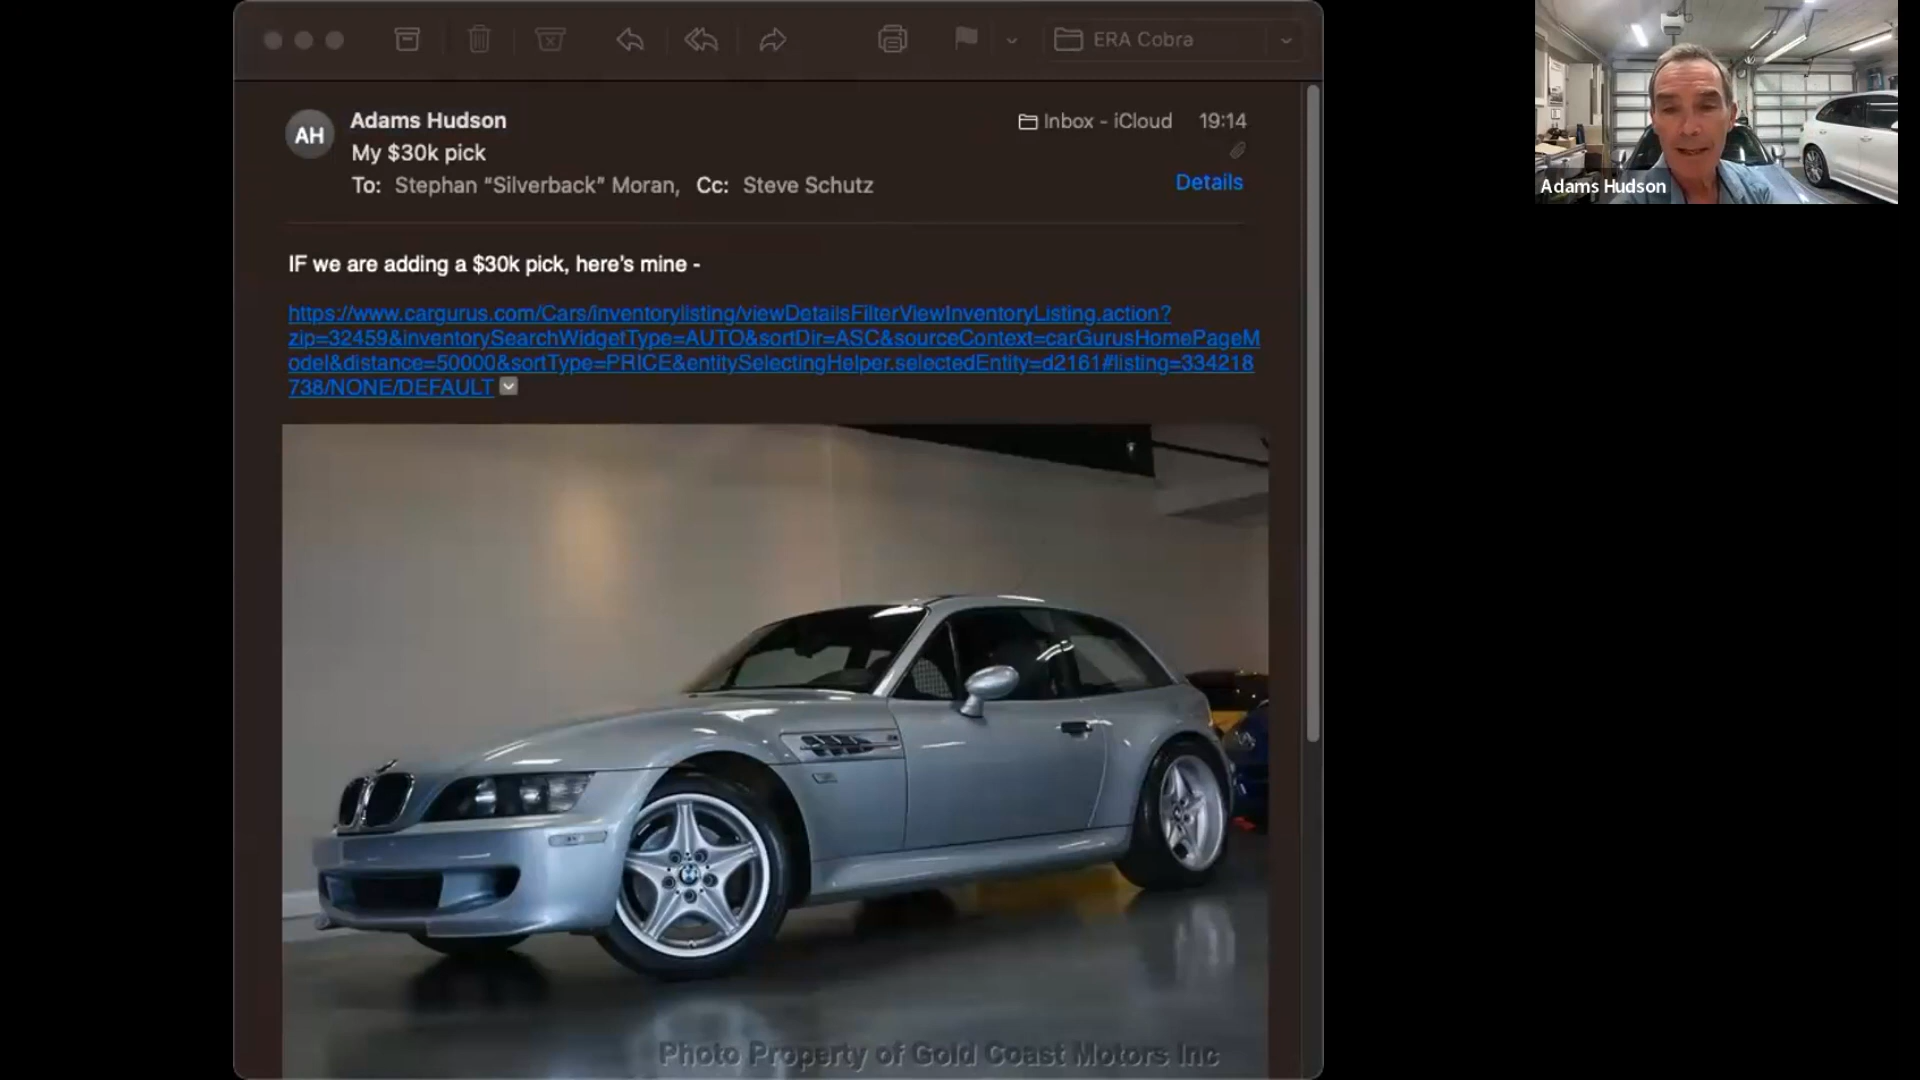 ERA Cobra
AH
Adams Hudson
Inbox - iCloud 19:14
My $30k pick
To: Stephan “Silverback” Moran, Cc: Steve Schutz
Details
IF we are adding a $30k pick, here's mine -
https://www.cargurus.com/Cars/inventorylisting/viewDetailsFilterViewInventoryListing.action?
zip=32459&inventorySearchWidgetType=AUTO&sortDir=ASC&sourceContext=carGurusHomePageM
odel&distance=50000&sortType=PRICE&entitySelectingHelper.selectedEntity=d2161#listing=334218
738/NONE/DEFAULT
Photo Property of Gold Coast Motors Inc
Adams Hudson